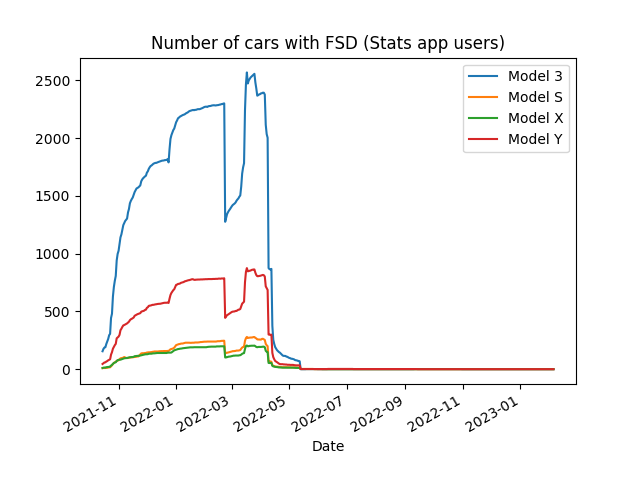 Number of cars with FSD (Stats app users)
Model 3
Model S
Model X
Model Y
2500
2000
1500
1000
500
0
2021-11
2022-01
2022-03
2022-05
2022-07
2022-09
2022-11
2023-01
Date